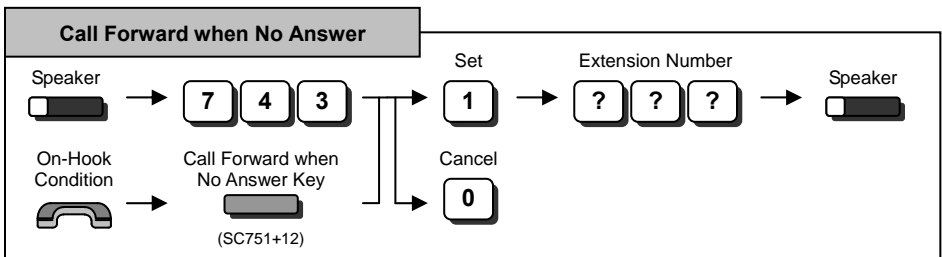 Call Forward when No Answer
Speaker
7 4 3
Set
1
Extension Number
? ? ?
Speaker
On-Hook
Condition
Call Forward when
No Answer Key
(SC751+12)
Cancel
0